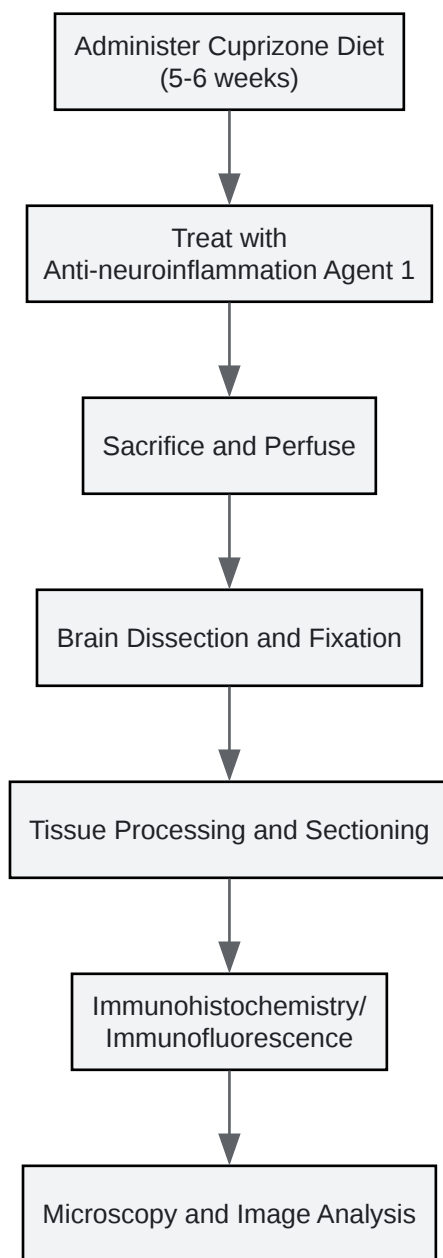 Administer Cuprizone Diet
(5-6 weeks)
Treat with
Anti-neuroinflammation Agent 1
Sacrifice and Perfuse
Brain Dissection and Fixation
Tissue Processing and Sectioning
Immunohistochemistry/
Immunofluorescence
Microscopy and Image Analysis